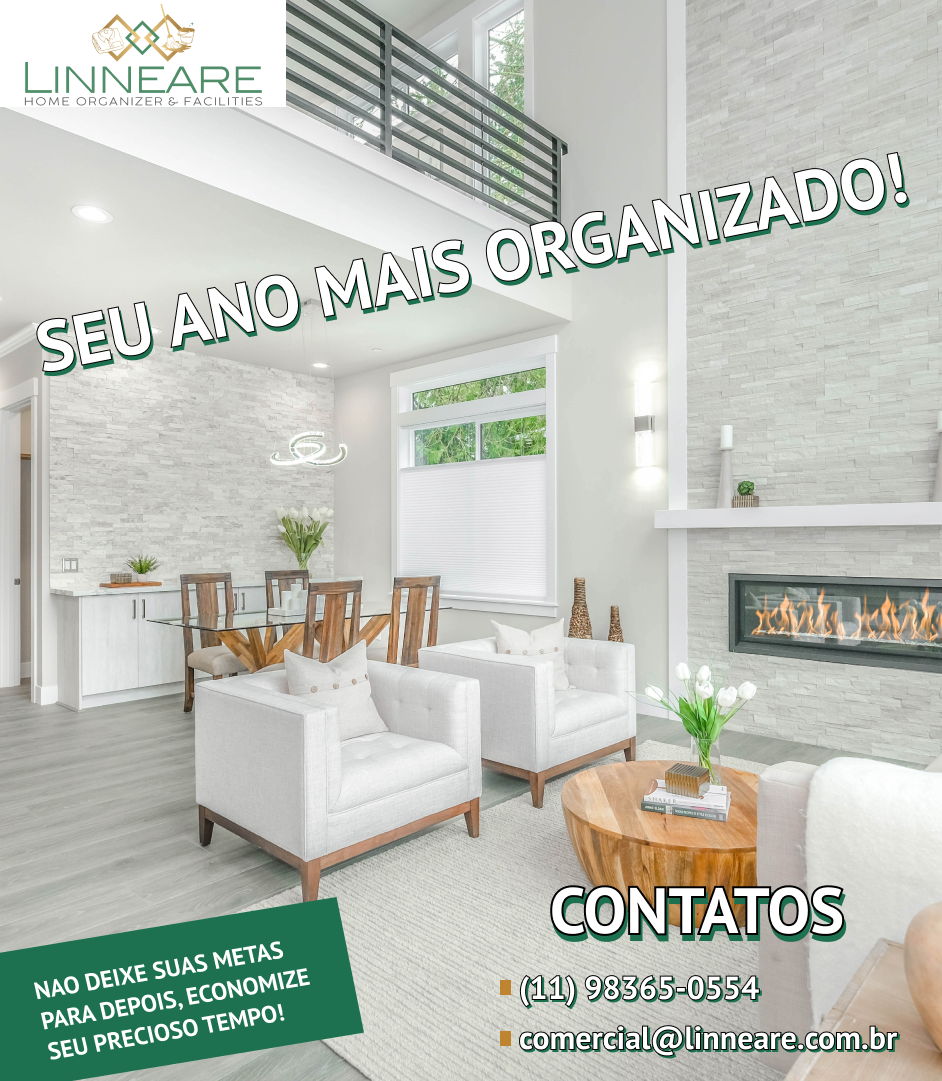 LINNEARE
HOME ORGANIZER & FACILITIES
SEU ANO MAIS ORGANIZADO!
CONTATOS
NAO DEIXE SUAS METAS
PARA DEPOIS, ECONOMIZE
SEU PRECIOSO TEMPO!
(11) 98365-0554
comercial@linneare.com.br